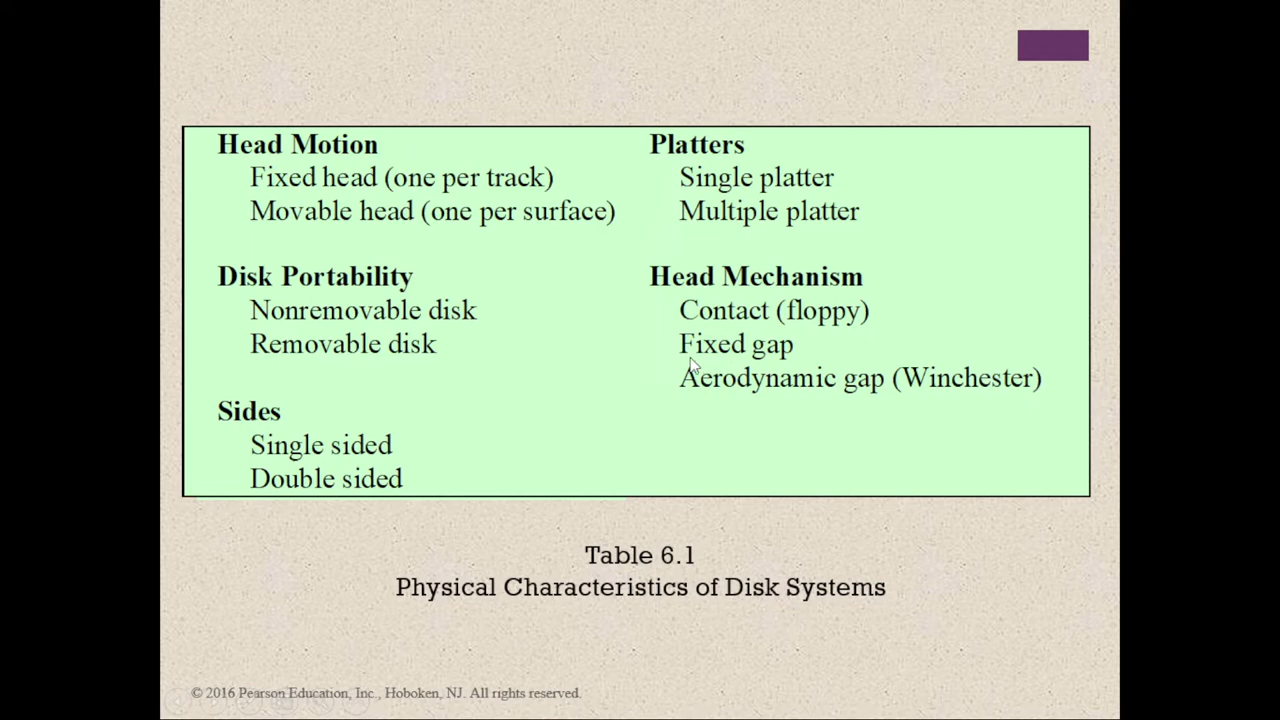 Head Motion
Fixed head (one per track)
Movable head (one per surface)
Disk Portability
Nonremovable disk
Removable disk
Sides
Single sided
Double sided
Platters
Single platter
Multiple platter
Head Mechanism
Contact (floppy)
Fixed gap
Aerodynamic gap (Winchester)
Table 6.1
Physical Characteristics of Disk Systems
© 2016 Pearson Education, Inc., Hoboken, NJ. All rights reserved.